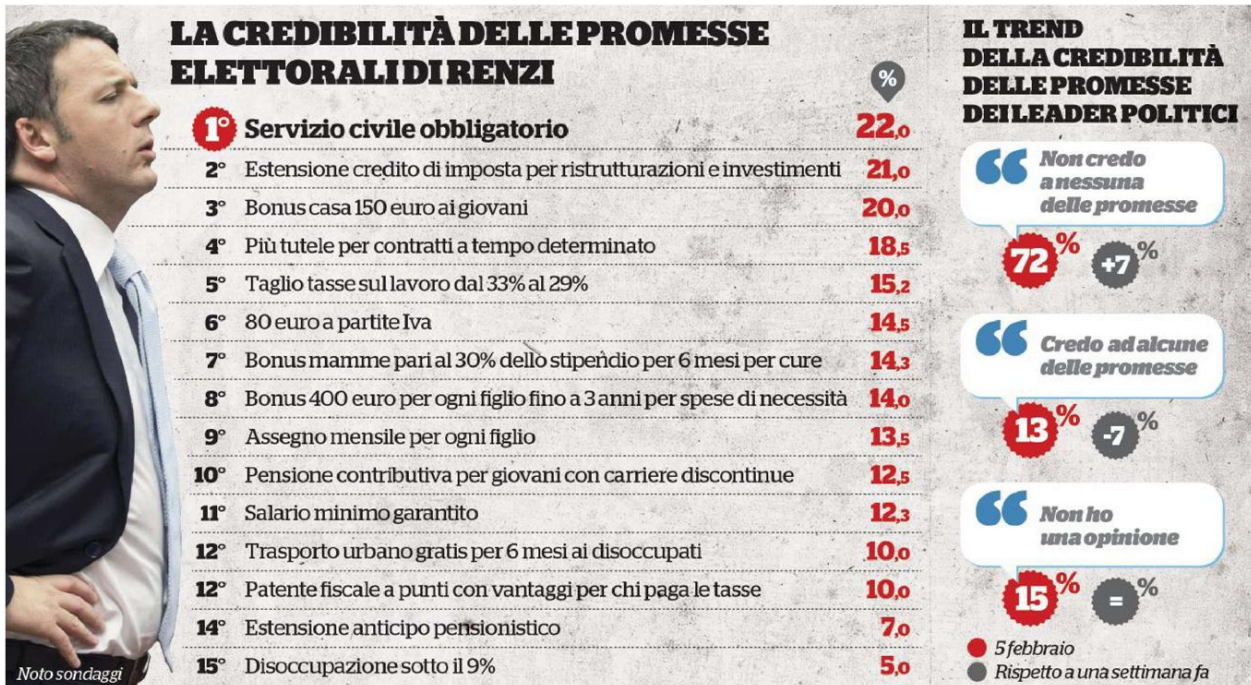 LA CREDIBILITÀ DELLE PROMESSE
ELETTORALI DI RENZI
%
1° Servizio civile obbligatorio 22,0
2° Estensione credito di imposta per ristrutturazioni e investimenti 21,0
3° Bonus casa 150 euro ai giovani 20,0
4° Più tutele per contratti a tempo determinato 18,5
5° Taglio tasse sul lavoro dal 33% al 29% 15,2
6° 80 euro a partite Iva 14,5
7° Bonus mamme pari al 30% dello stipendio per 6 mesi per cure 14,3
8° Bonus 400 euro per ogni figlio fino a 3 anni per spese di necessità 14,0
9° Assegno mensile per ogni figlio 13,5
10° Pensione contributiva per giovani con carriere discontinue 12,5
11° Salario minimo garantito 12,3
12° Trasporto urbano gratis per 6 mesi ai disoccupati 10,0
12° Patente fiscale a punti con vantaggi per chi paga le tasse 10,0
14° Estensione anticipo pensionistico 7,0
15° Disoccupazione sotto il 9% 5,0
Noto sondaggi
IL TREND
DELLA CREDIBILITÀ
DELLE PROMESSE
DEI LEADER POLITICI
Non credo
a nessuna
delle promesse
72% +7%
Credo ad alcune
delle promesse
13% -7%
Non ho
una opinione
15% =%
5 febbraio
Rispetto a una settimana fa